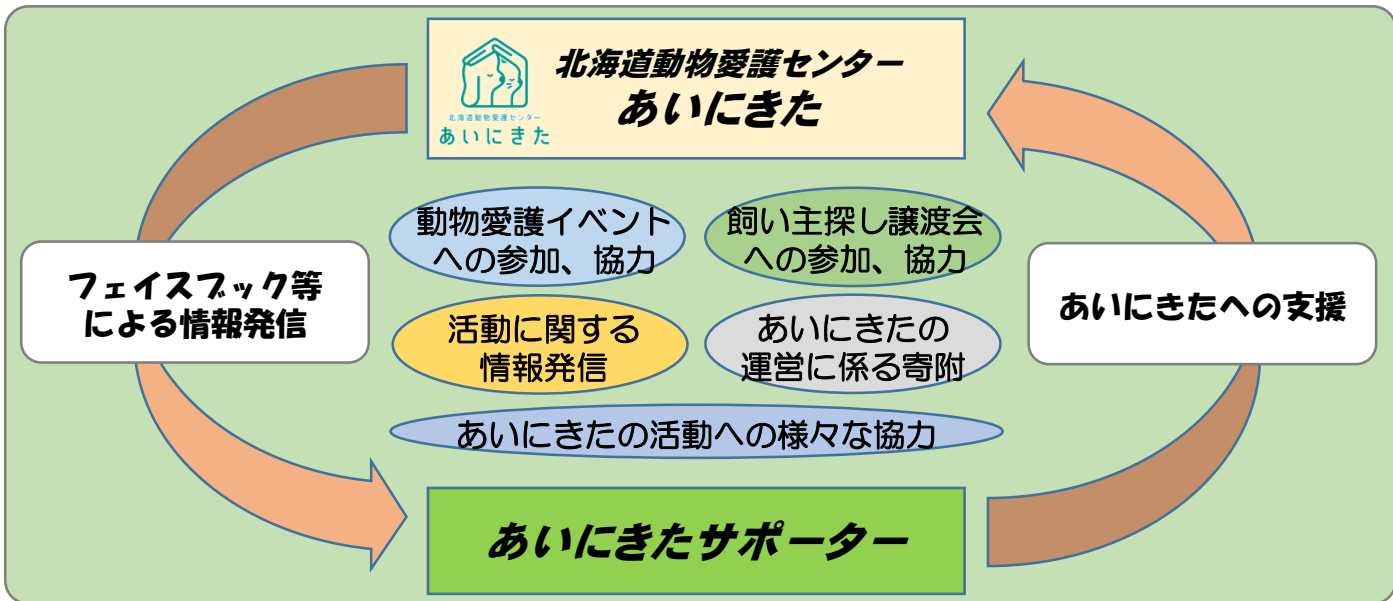 北海道動物愛護センター
あいにきた
北海道動物愛護センター
あいにきた
動物愛護イベント
への参加、協力
飼い主探し譲渡会
への参加、協力
フェイスブック等
による情報発信
あいにきたへの支援
活動に関する
情報発信
あいにきたの
運営に係る寄附
あいにきたの活動への様々な協力
あいにきたサポーター